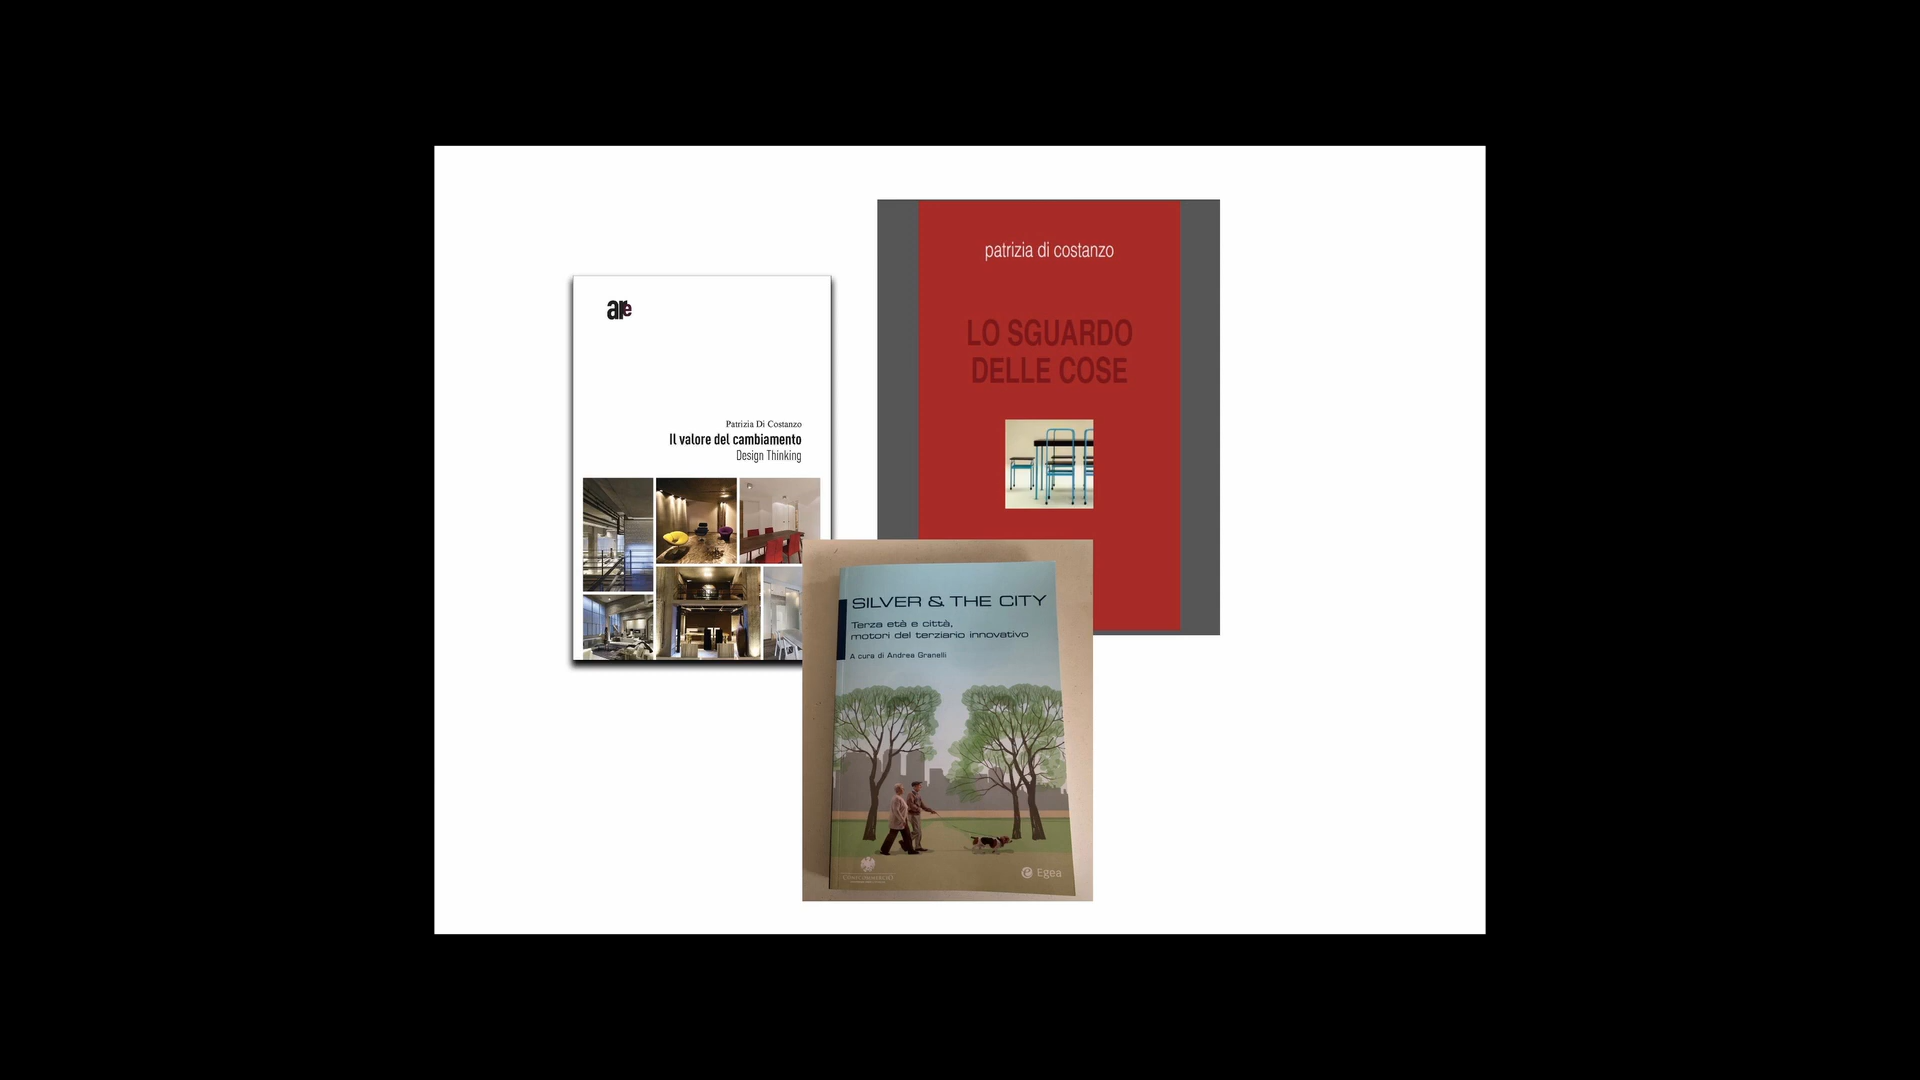 are
Patrizia Di Costanzo
Il valore del cambiamento
Design Thinking
patrizia di costanzo
LO SGUARDO
DELLE COSE
SILVER & THE CITY
Terza età e città,
motori del terziario innovativo
A cura di Andrea Granelli
CONFCOMMERCIO
Egea